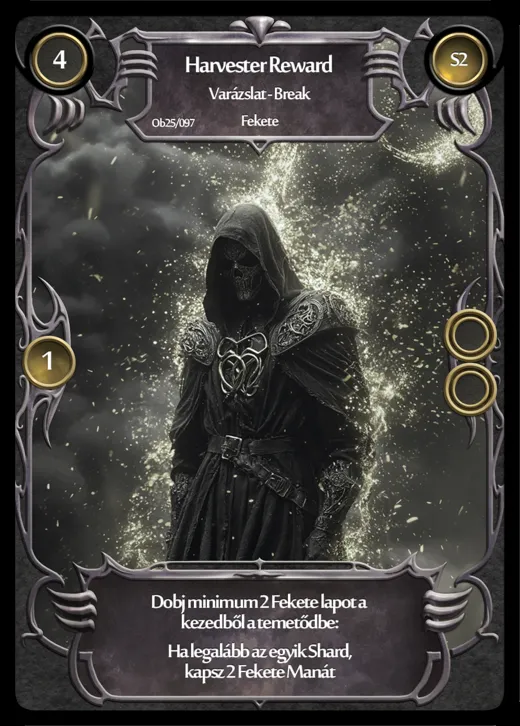 4
Harvester Reward
S2
Varázslat - Break
Ob25/097
Fekete
1
Dobj minimum 2 Fekete lapot a
kezedből a temetődbe:
Ha legalább az egyik Shard,
kapsz 2 Fekete Manát